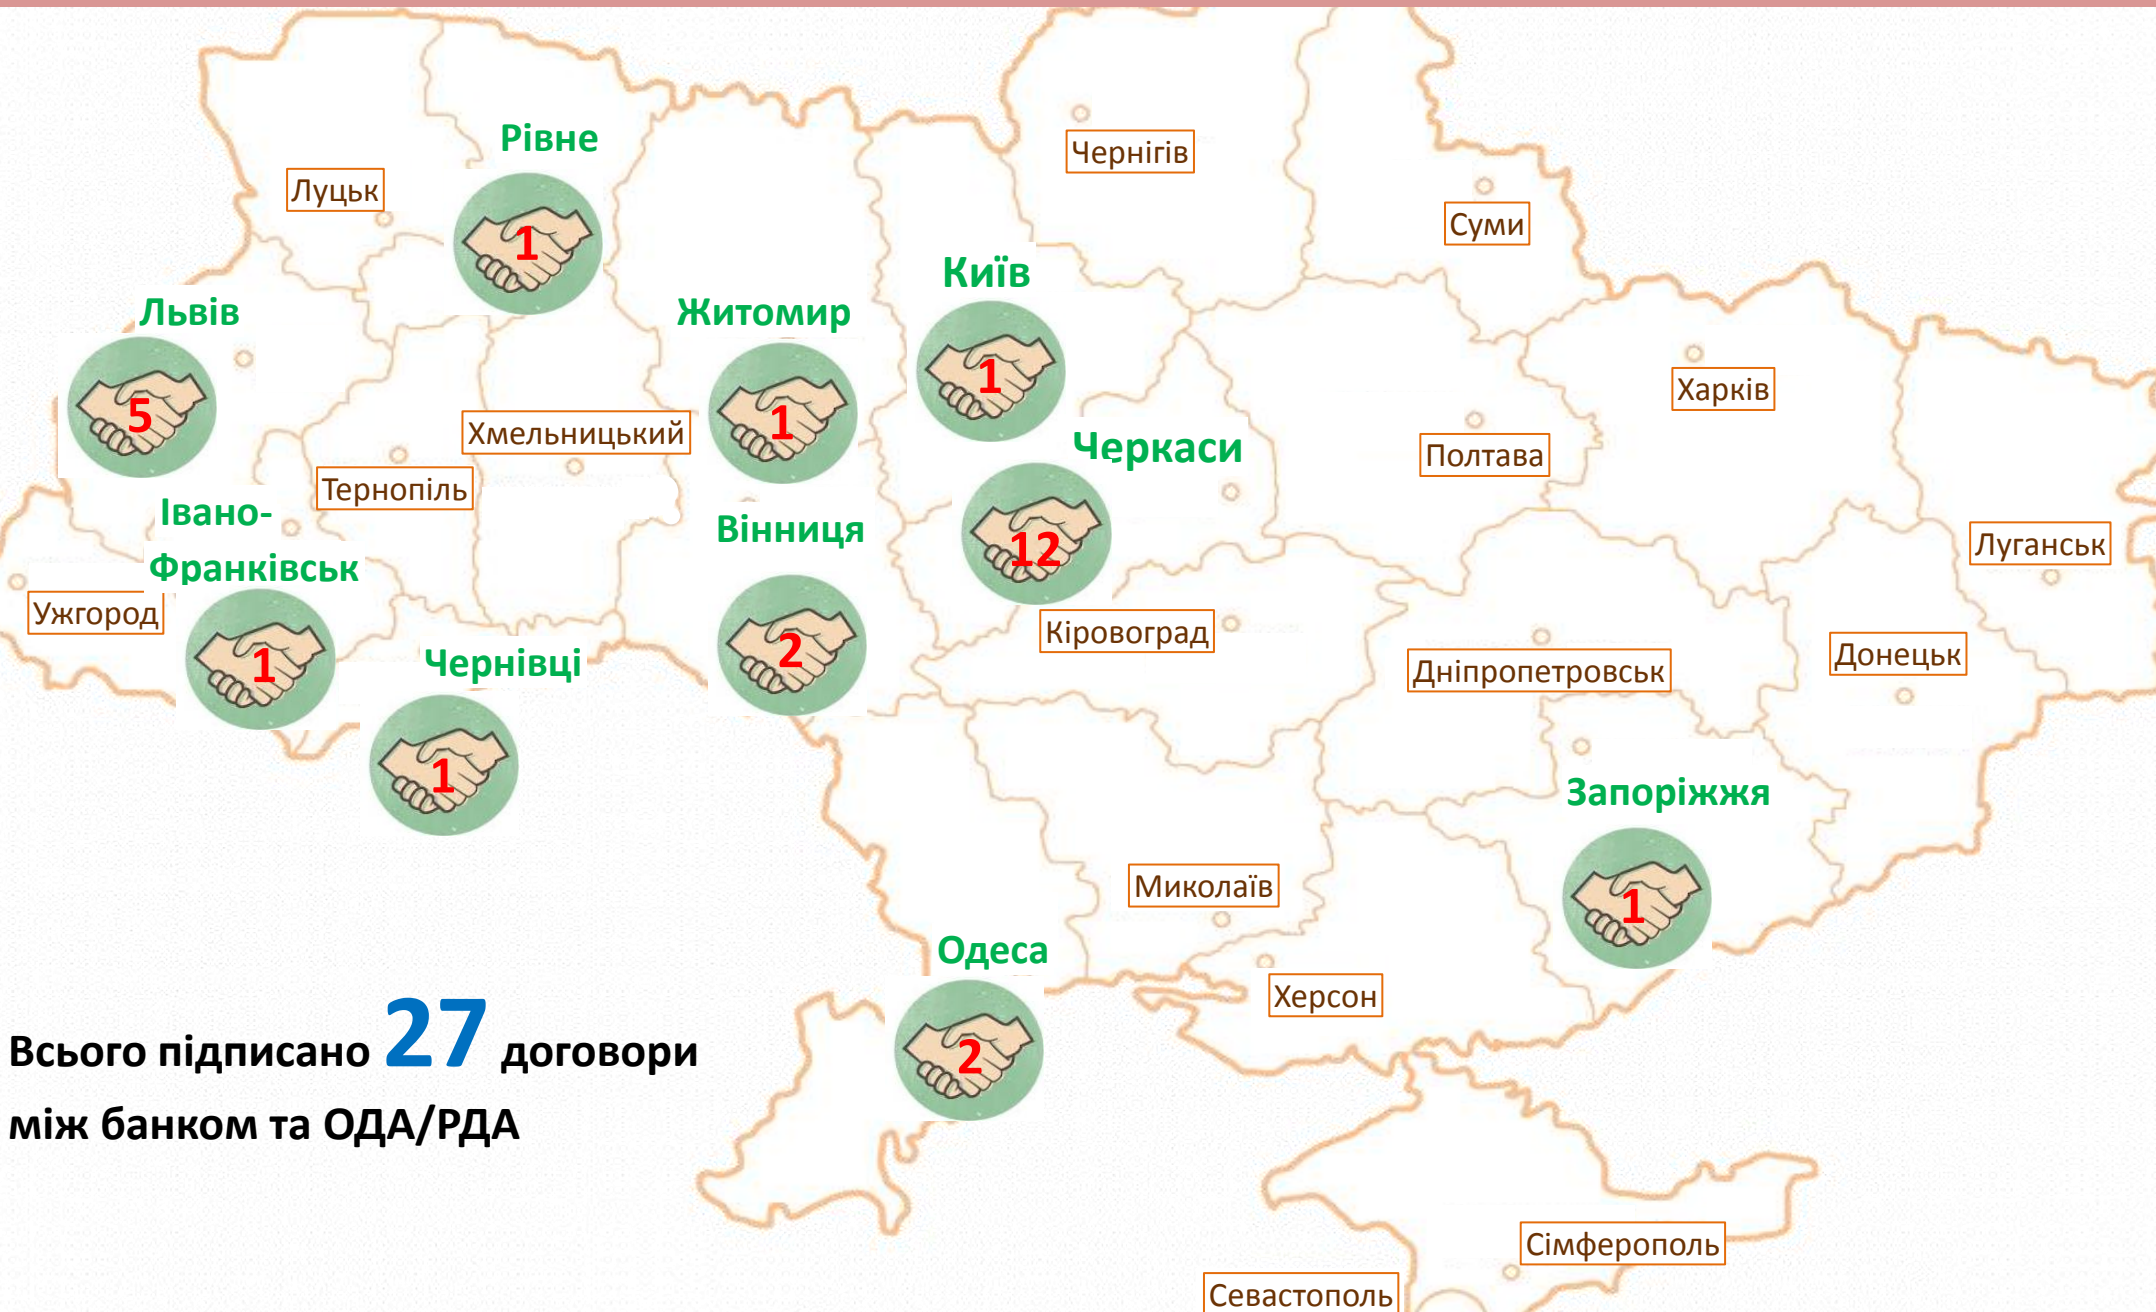 Рівне
Чернігів
Луцьк
Суми
1
Київ
Львів
Житомир
1
Харків
5
1
Хмельницький
Черкаси
Полтава
Тернопіль
Івано-
Франківськ
Вінниця
12
Луганськ
Ужгород
Кіровоград
1
Чернівці
2
Дніпропетровськ
Донецьк
1
Запоріжжя
Миколаїв
1
Одеса
Херсон
2
Всього підписано 27 договори
між банком та ОДА/РДА
Сімферополь
Севастополь